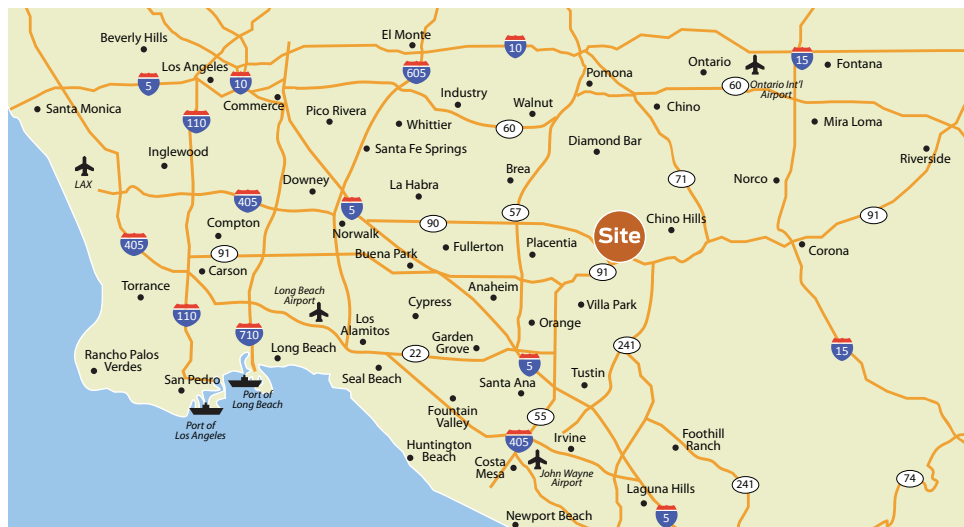 Beverly Hills
El Monte
10
Ontario
15
Fontana
Los Angeles
5
10
605
Pomona
60
Ontario Int'l
Airport
Santa Monica
Commerce
Industry
Walnut
Chino
110
Pico Rivera
Whittier
60
Mira Loma
Inglewood
Santa Fe Springs
Diamond Bar
Riverside
LAX
Downey
La Habra
Brea
71
Norco
405
5
57
91
Compton
Norwalk
90
Site
Chino Hills
405
91
Buena Park
Fullerton
Placentia
Corona
Carson
91
Torrance
Long Beach
Airport
Cypress
Anaheim
Villa Park
110
Los
Alamitos
Orange
710
Garden
Grove
241
Rancho Palos
Verdes
Long Beach
22
5
15
San Pedro
Seal Beach
Santa Ana
Tustin
Port of
Long Beach
Port of
Los Angeles
Fountain
Valley
55
Huntington
Beach
405
Irvine
Foothill
Ranch
Costa
Mesa
John Wayne
Airport
241
74
Laguna Hills
Newport Beach
5